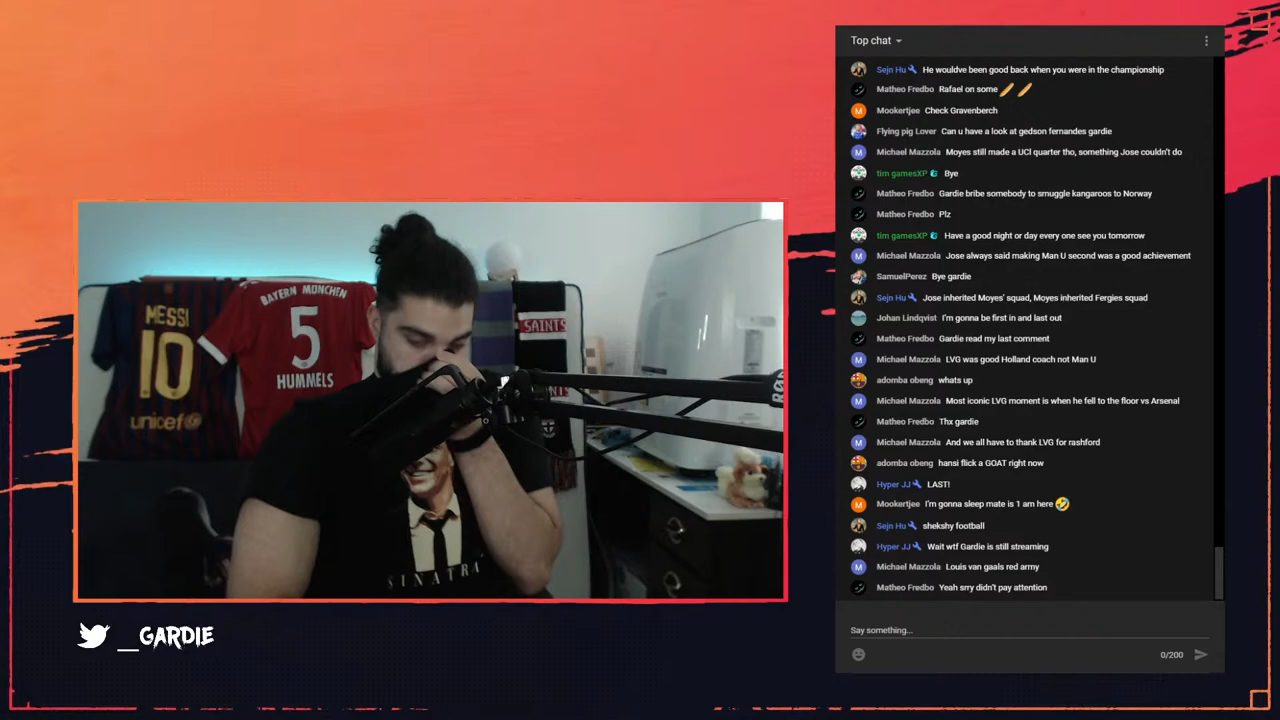 Top chat
Sejn Hu He wouldve been good back when you were in the championship
Matheo Fredbo Rafael on some
M Mookertjee Check Gravenberch
Flying pig Lover Can u have a look at gedson fernandes gardie
M Michael Mazzola Moyes still made a UCl quarter tho, something Jose couldn't do
tim gamesXP Bye
Matheo Fredbo Gardie bribe somebody to smuggle kangaroos to Norway
Matheo Fredbo Plz
tim gamesXP Have a good night or day every one see you tomorrow
M Michael Mazzola Jose always said making Man U second was a good achievement
SamuelPerez Bye gardie
Sejn Hu Jose inherited Moyes' squad, Moyes inherited Fergies squad
Johan Lindqvist I'm gonna be first in and last out
Matheo Fredbo Gardie read my last comment
M Michael Mazzola LVG was good Holland coach not Man U
adomba obeng whats up
M Michael Mazzola Most iconic LVG moment is when he fell to the floor vs Arsenal
Matheo Fredbo Thx gardie
M Michael Mazzola And we all have to thank LVG for rashford
adomba obeng hansi flick a GOAT right now
Hyper JJ LAST!
M Mookertjee I'm gonna sleep mate is 1 am here
Sejn Hu shekshy football
Hyper JJ Wait wtf Gardie is still streaming
M Michael Mazzola Louis van gaals red army
Matheo Fredbo Yeah srry didn't pay attention
Say something...
0/200
MESSI
10
unicef
BAYERN MÜNCHEN
5
HUMMELS
SAINTS
SINATRA
__GARDIE